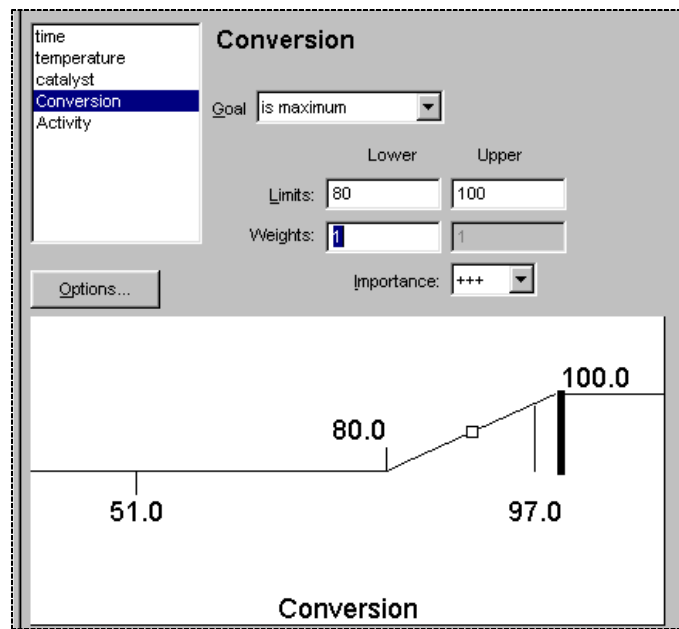 time
temperature
catalyst
Conversion
Activity
Conversion
Goal is maximum
Lower Upper
Limits: 80 100
Weights: 1 1
Importance: +++
Options...
100.0
80.0
51.0 97.0
Conversion